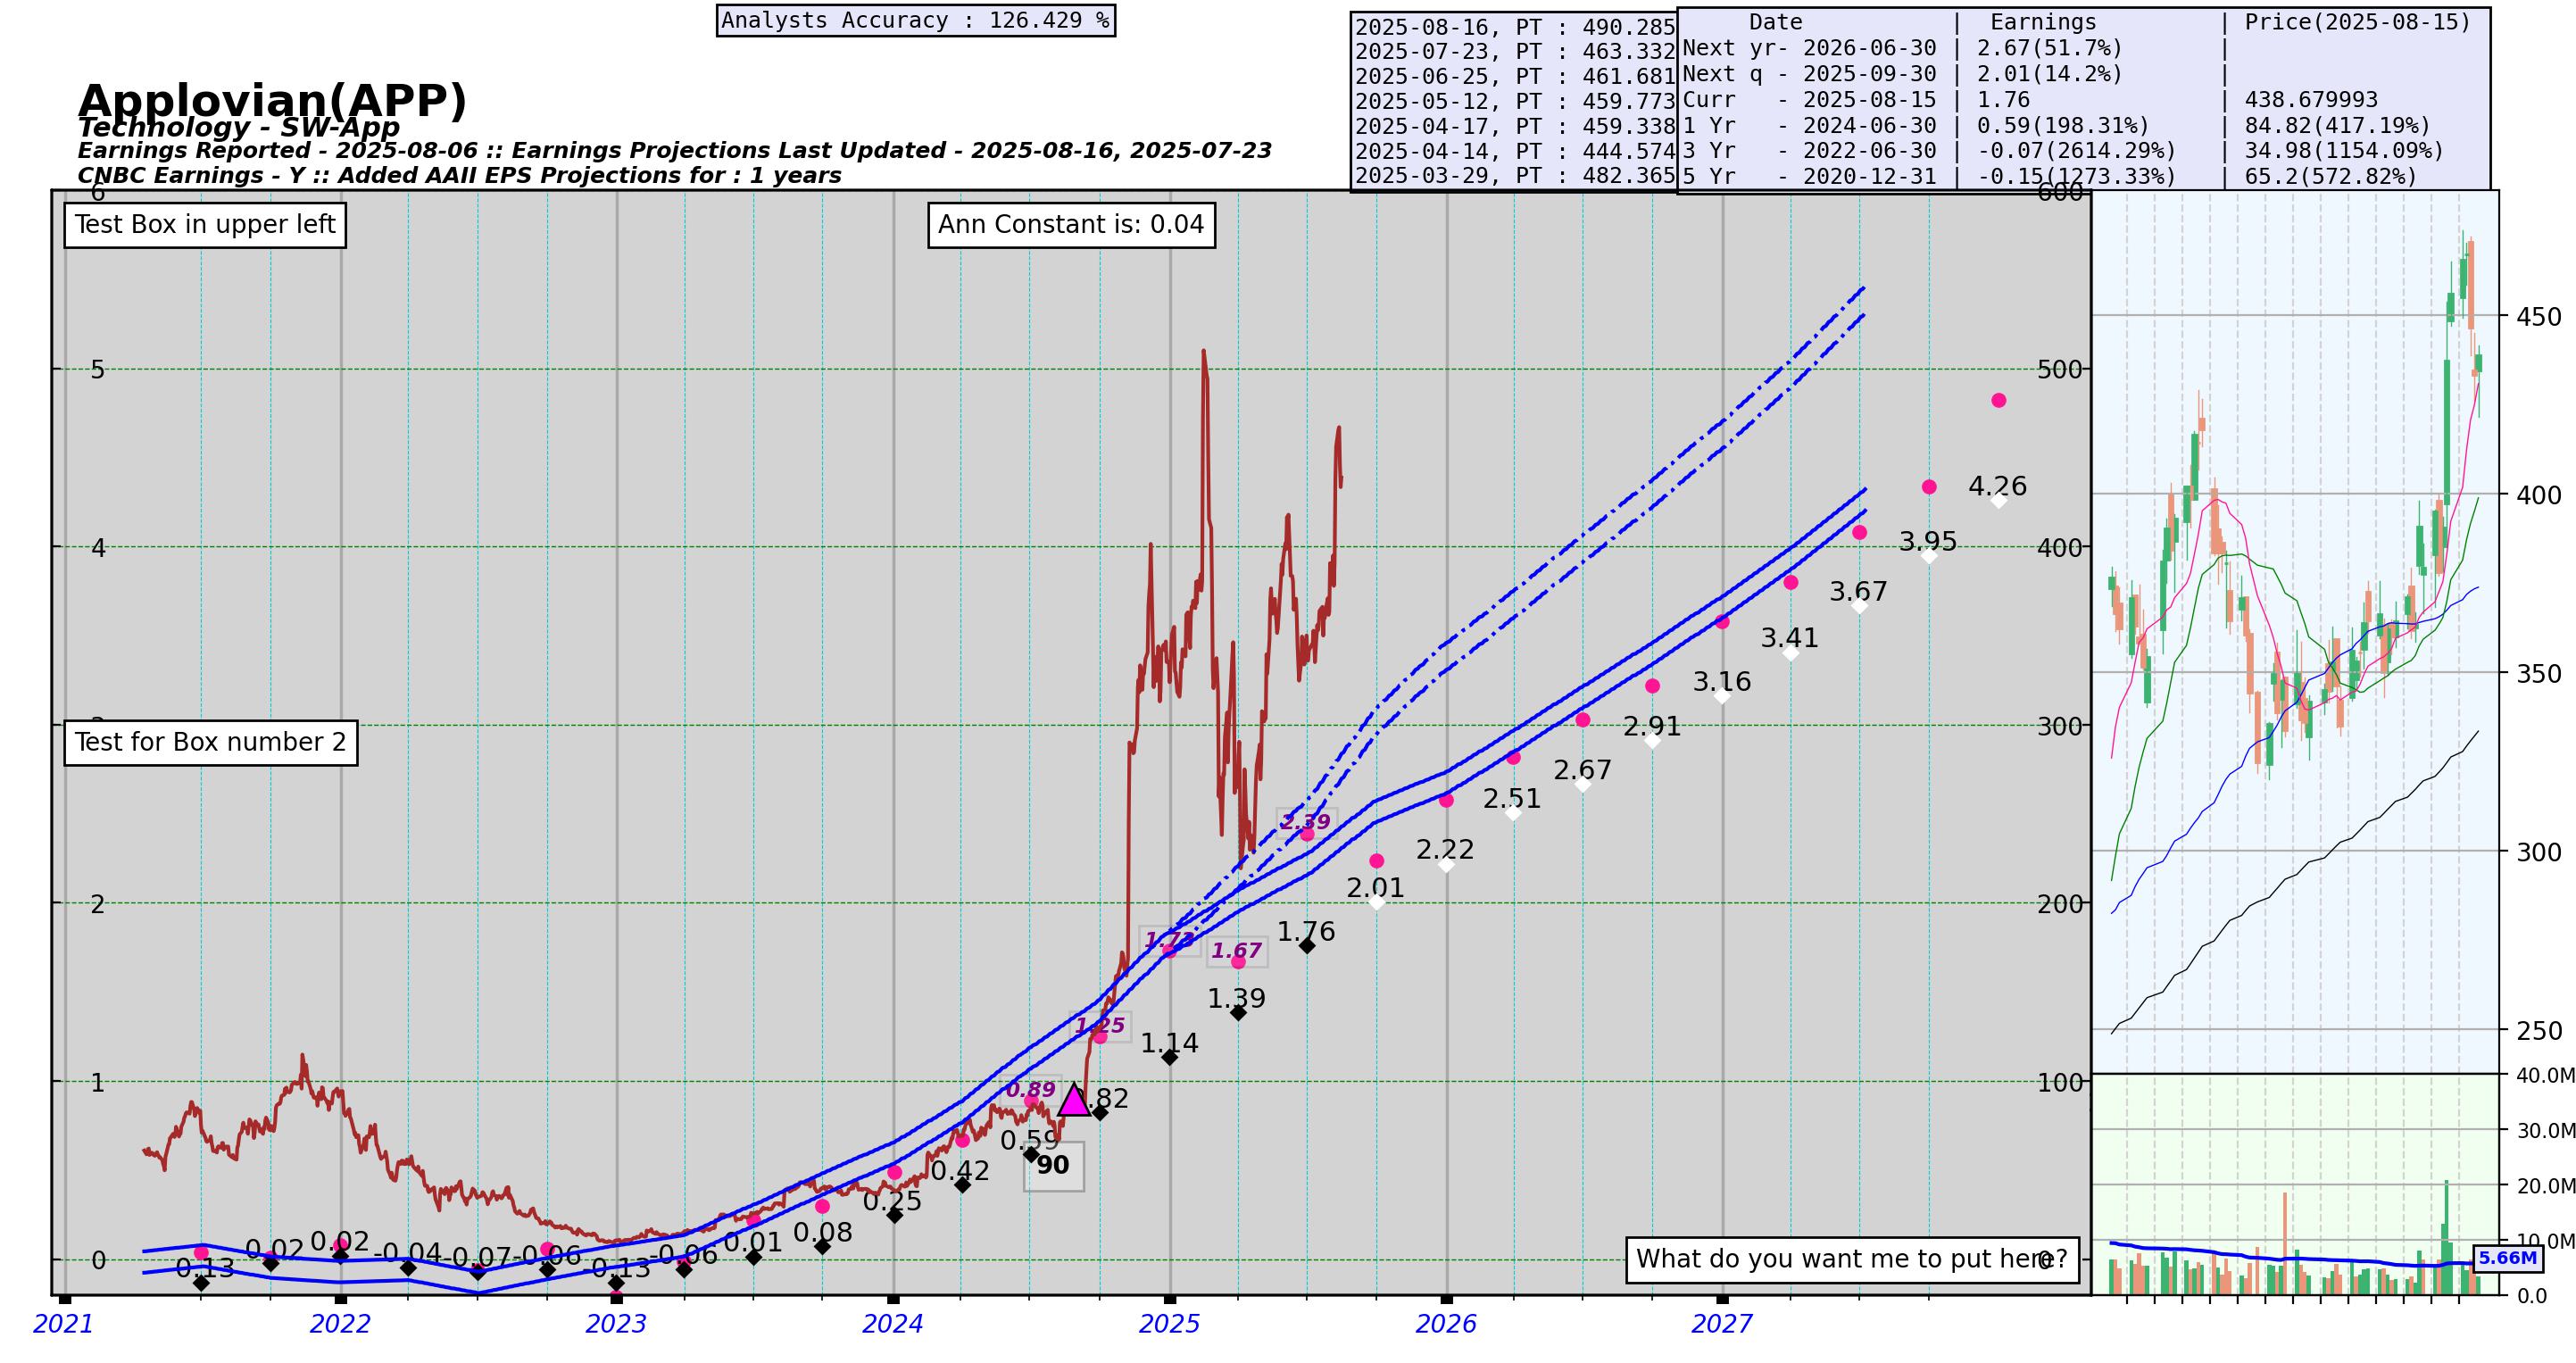 Analysts Accuracy : 126.429 %
2025-08-16, PT : 490.285
2025-07-23, PT : 463.332
2025-06-25, PT : 461.681
2025-05-12, PT : 459.773
2025-04-17, PT : 459.338
2025-04-14, PT : 444.574
2025-03-29, PT : 482.365
Date | Earnings | Price(2025-08-15)
Next yr- 2026-06-30 | 2.67(51.7%) |
Next q - 2025-09-30 | 2.01(14.2%) |
Curr - 2025-08-15 | 1.76 | 438.679993
1 Yr - 2024-06-30 | 0.59(198.31%) | 84.82(417.19%)
3 Yr - 2022-06-30 | -0.07(2614.29%) | 34.98(1154.09%)
5 Yr - 2020-12-31 | -0.15(1273.33%) | 65.2(572.82%)
Applovian(APP)
Technology - SW-App
Earnings Reported - 2025-08-06 :: Earnings Projections Last Updated - 2025-08-16, 2025-07-23
CNBC Earnings - Y :: Added AAII EPS Projections for : 1 years
6
600
Test Box in upper left
Ann Constant is: 0.04
450
5
500
4.26
400
3.95
4
400
3.67
3.41
350
3.16
2.91
300
Test for Box number 2
2.67
2.51
2.39
2.22
300
2.01
2
200
1.76
1.73
1.67
1.39
1.25
250
1.14
0.89
0.82
1
100
0.59
90
0.42
0.25
0.08
0.01
-0.06
-0.13
-0.06
-0.07
-0.04
0.02
0.02
0.13
0
What do you want me to put here?
0
40.0M
30.0M
20.0M
10.0M
5.66M
0.0
2021
2022
2023
2024
2025
2026
2027